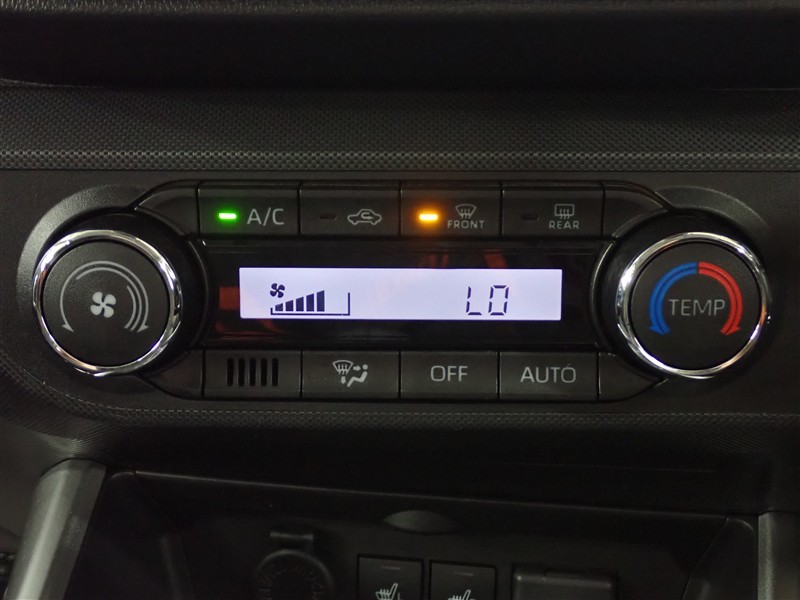 A/C
FRONT
REAR
LO
TEMP
OFF
AUTO